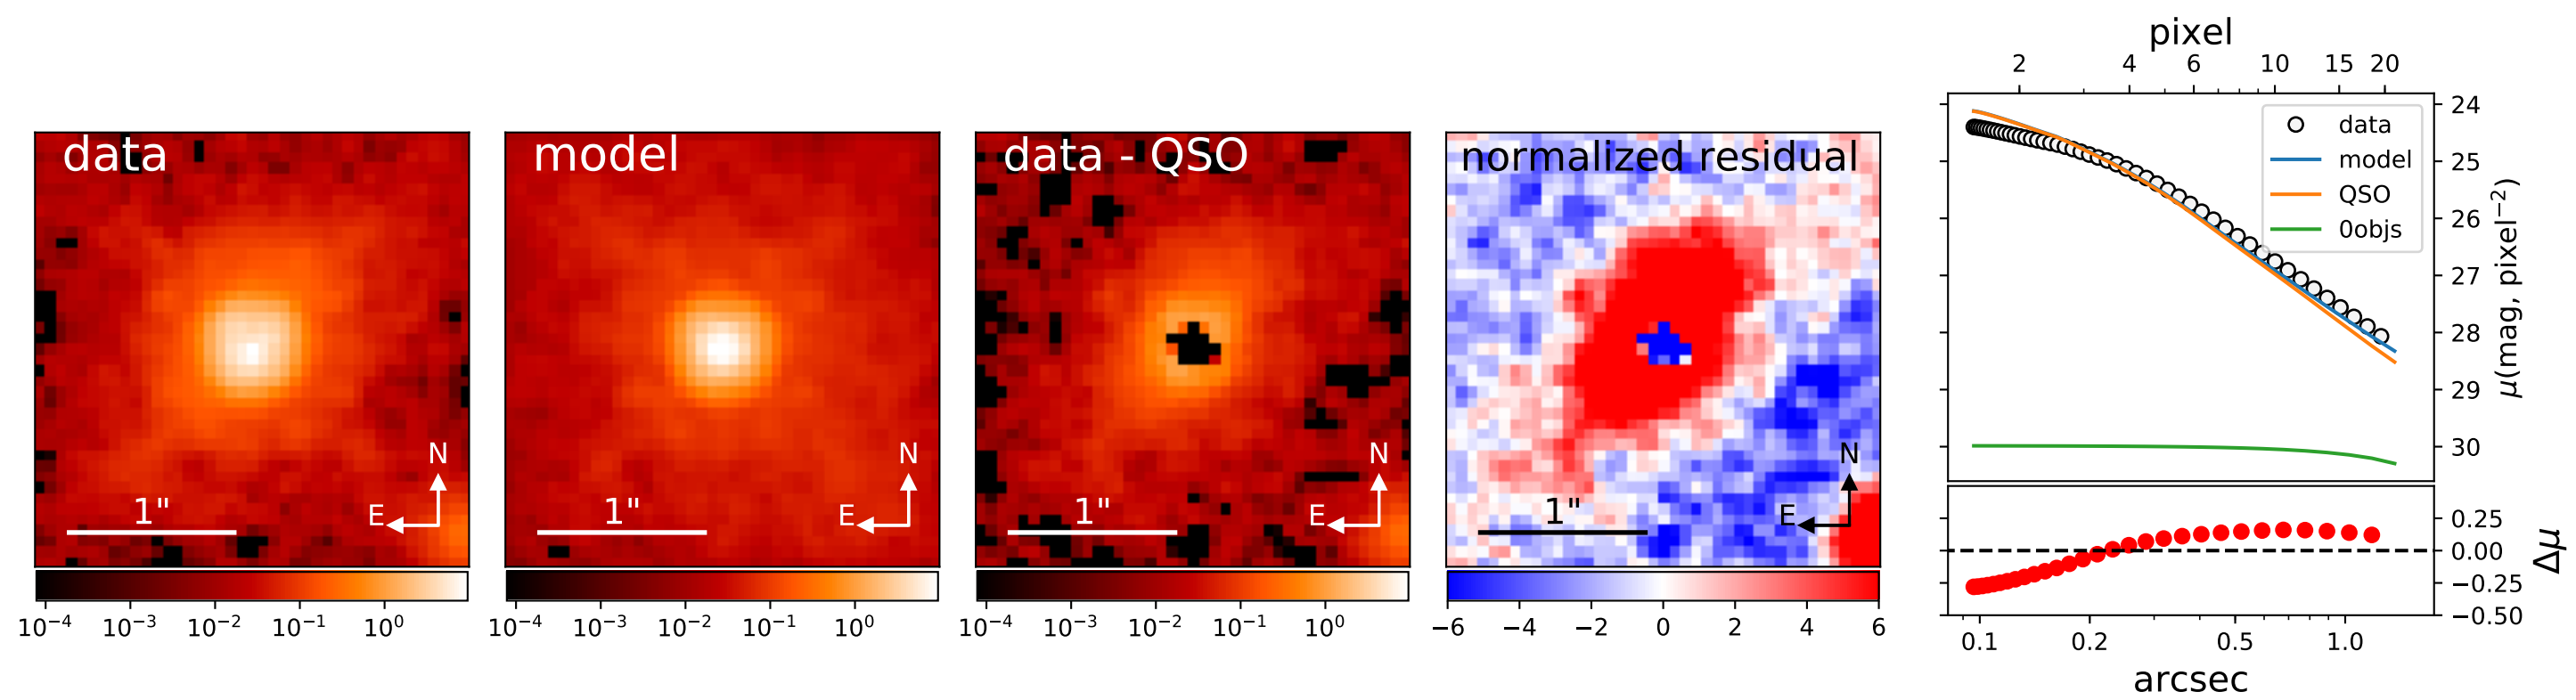 data
N
E
1"
10⁻⁴ 10⁻³ 10⁻² 10⁻¹ 10⁰
model
N
E
1"
10⁻⁴ 10⁻³ 10⁻² 10⁻¹ 10⁰
data - QSO
N
E
1"
10⁻⁴ 10⁻³ 10⁻² 10⁻¹ 10⁰
normalized residual
N
E
1"
−6 −4 −2 0 2 4 6
pixel
2 4 6 10 15 20
data
model
QSO
0objs
24
25
26
27
28
29
30
μ(mag, pixel⁻²)
0.25
0.00
−0.25
−0.50
Δμ
0.1 0.2 0.5 1.0
arcsec